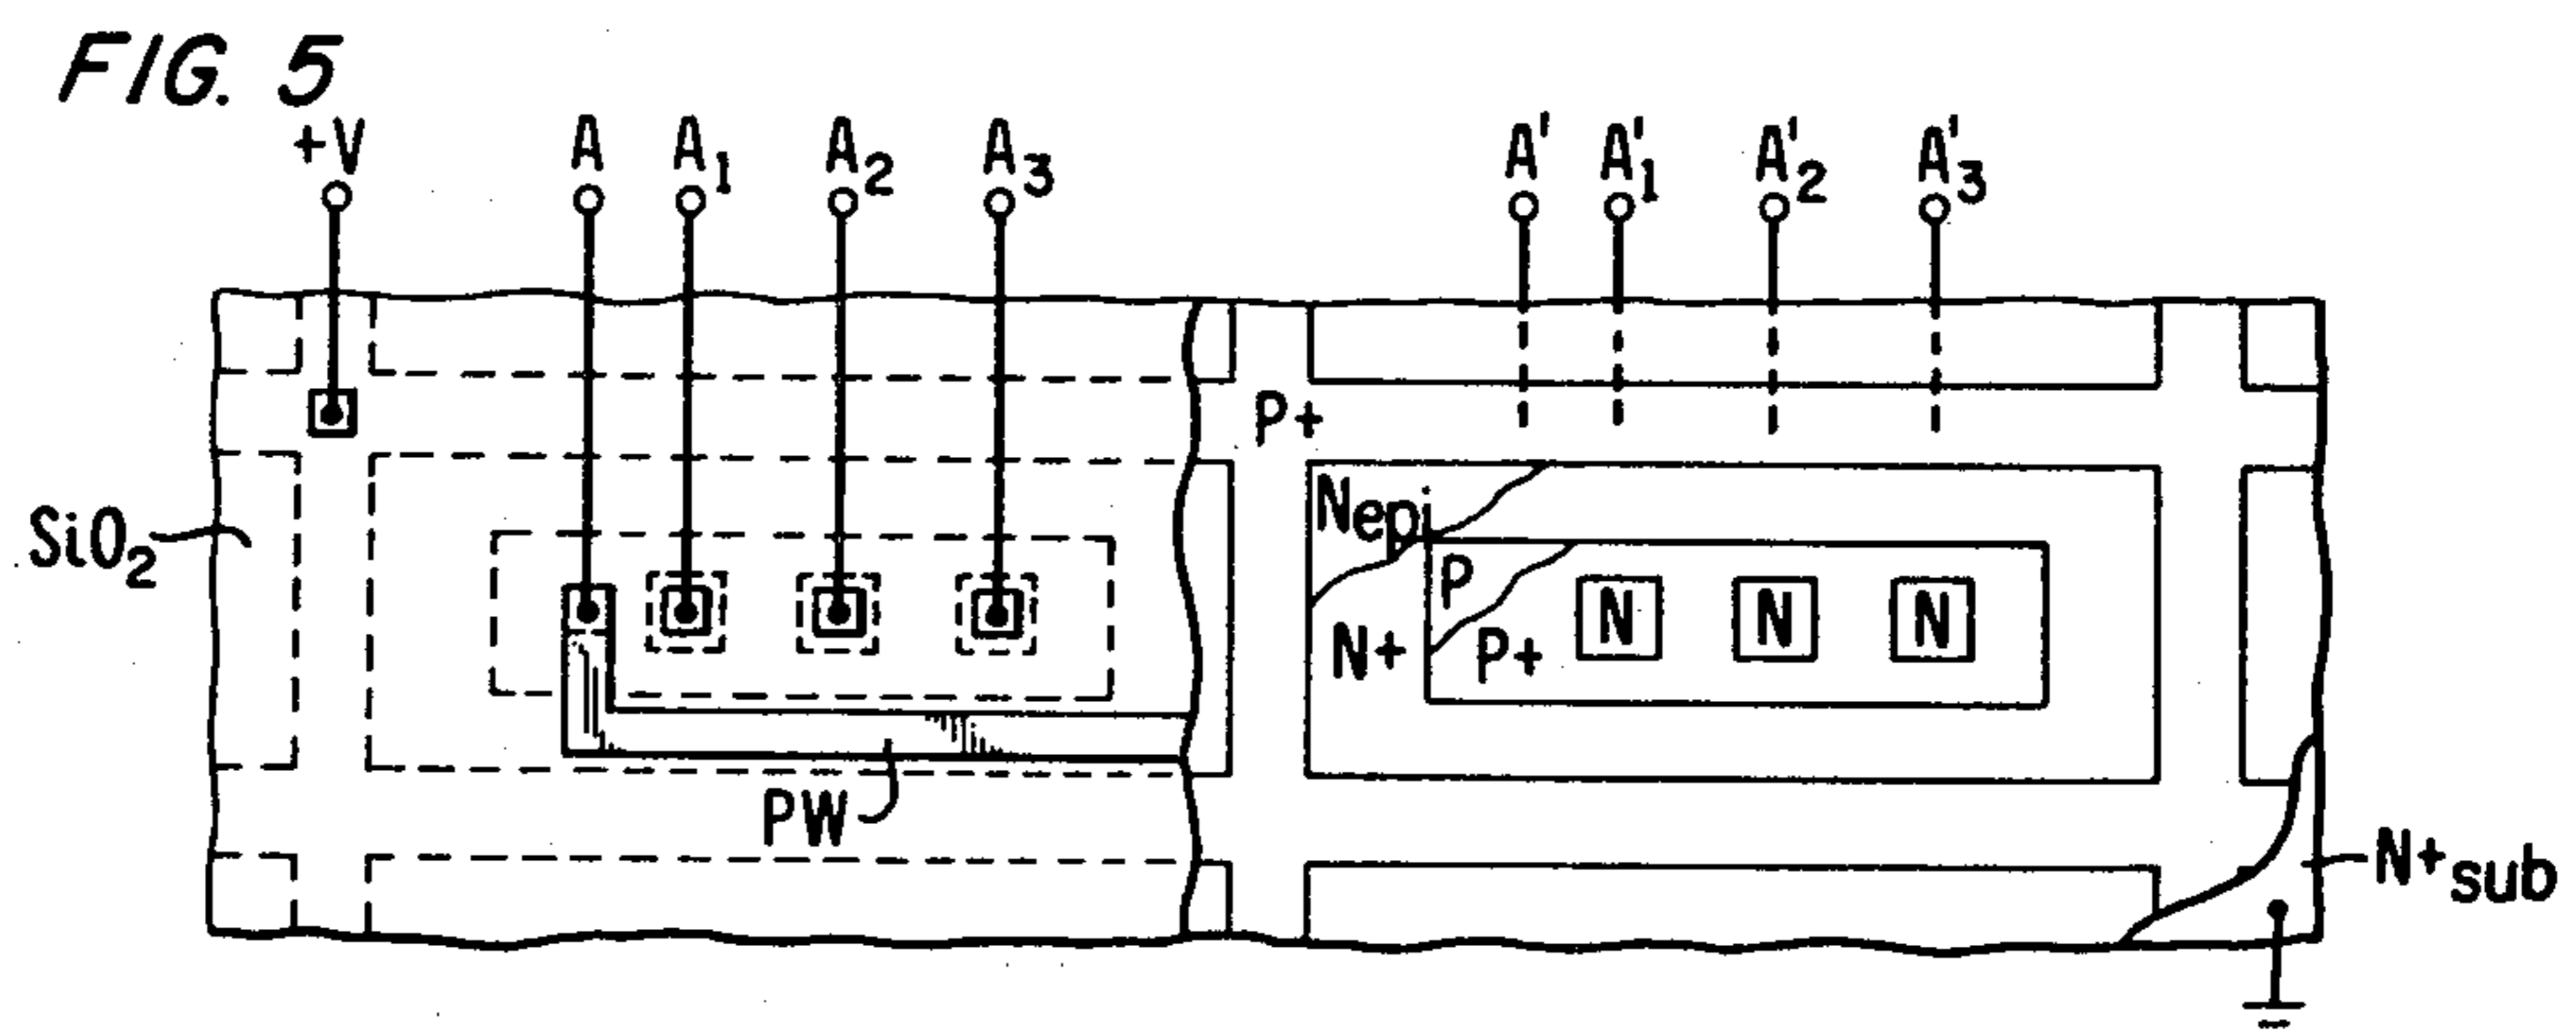 FIG. 5
+V A A1 A2 A3 A' A'1 A'2 A'3
P+
SiO2
Nepi
P N N N
N+ P+
PW
N+sub